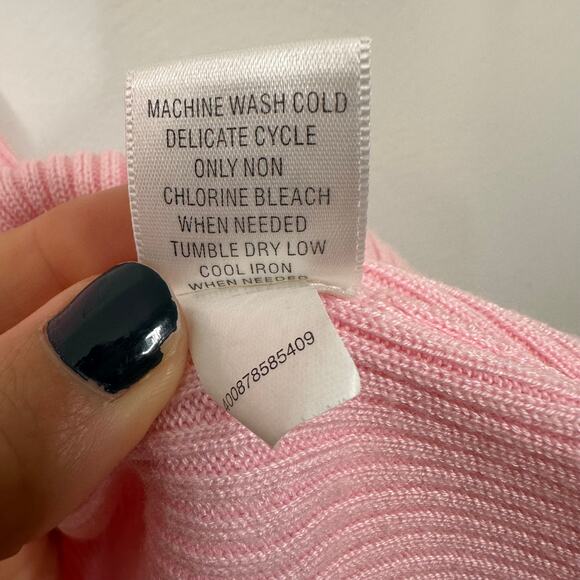 MACHINE WASH COLD
DELICATE CYCLE
ONLY NON
CHLORINE BLEACH
WHEN NEEDED
TUMBLE DRY LOW
COOL IRON
WHEN NEEDED
400878585409